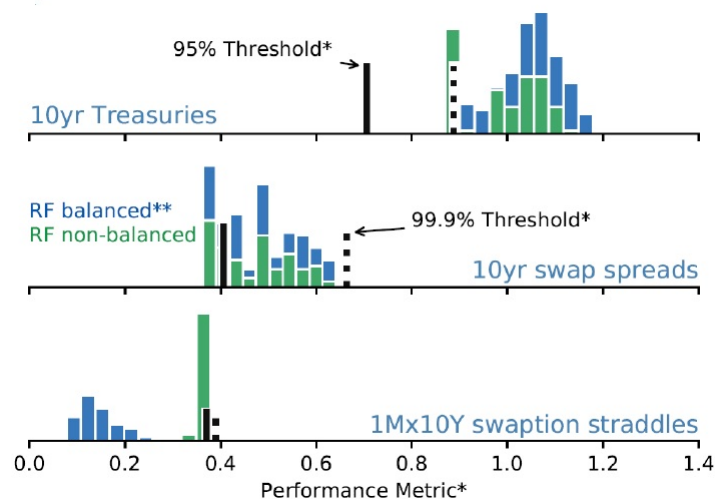 95% Threshold*
10yr Treasuries
RF balanced**
RF non-balanced
99.9% Threshold*
10yr swap spreads
1Mx10Y swaption straddles
0.0 0.2 0.4 0.6 0.8 1.0 1.2 1.4
Performance Metric*